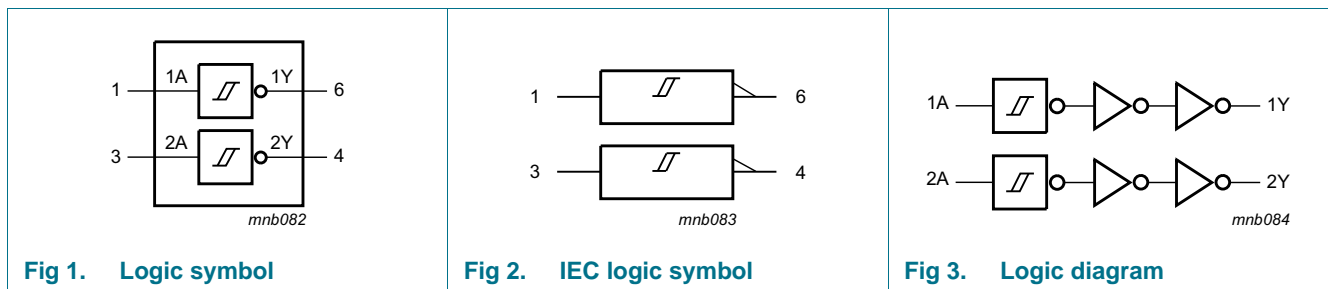 1 1A 1Y 6
3 2A 2Y 4
mnb082
Fig 1. Logic symbol
1 6
3 4
mnb083
Fig 2. IEC logic symbol
1A 1Y
2A 2Y
mnb084
Fig 3. Logic diagram